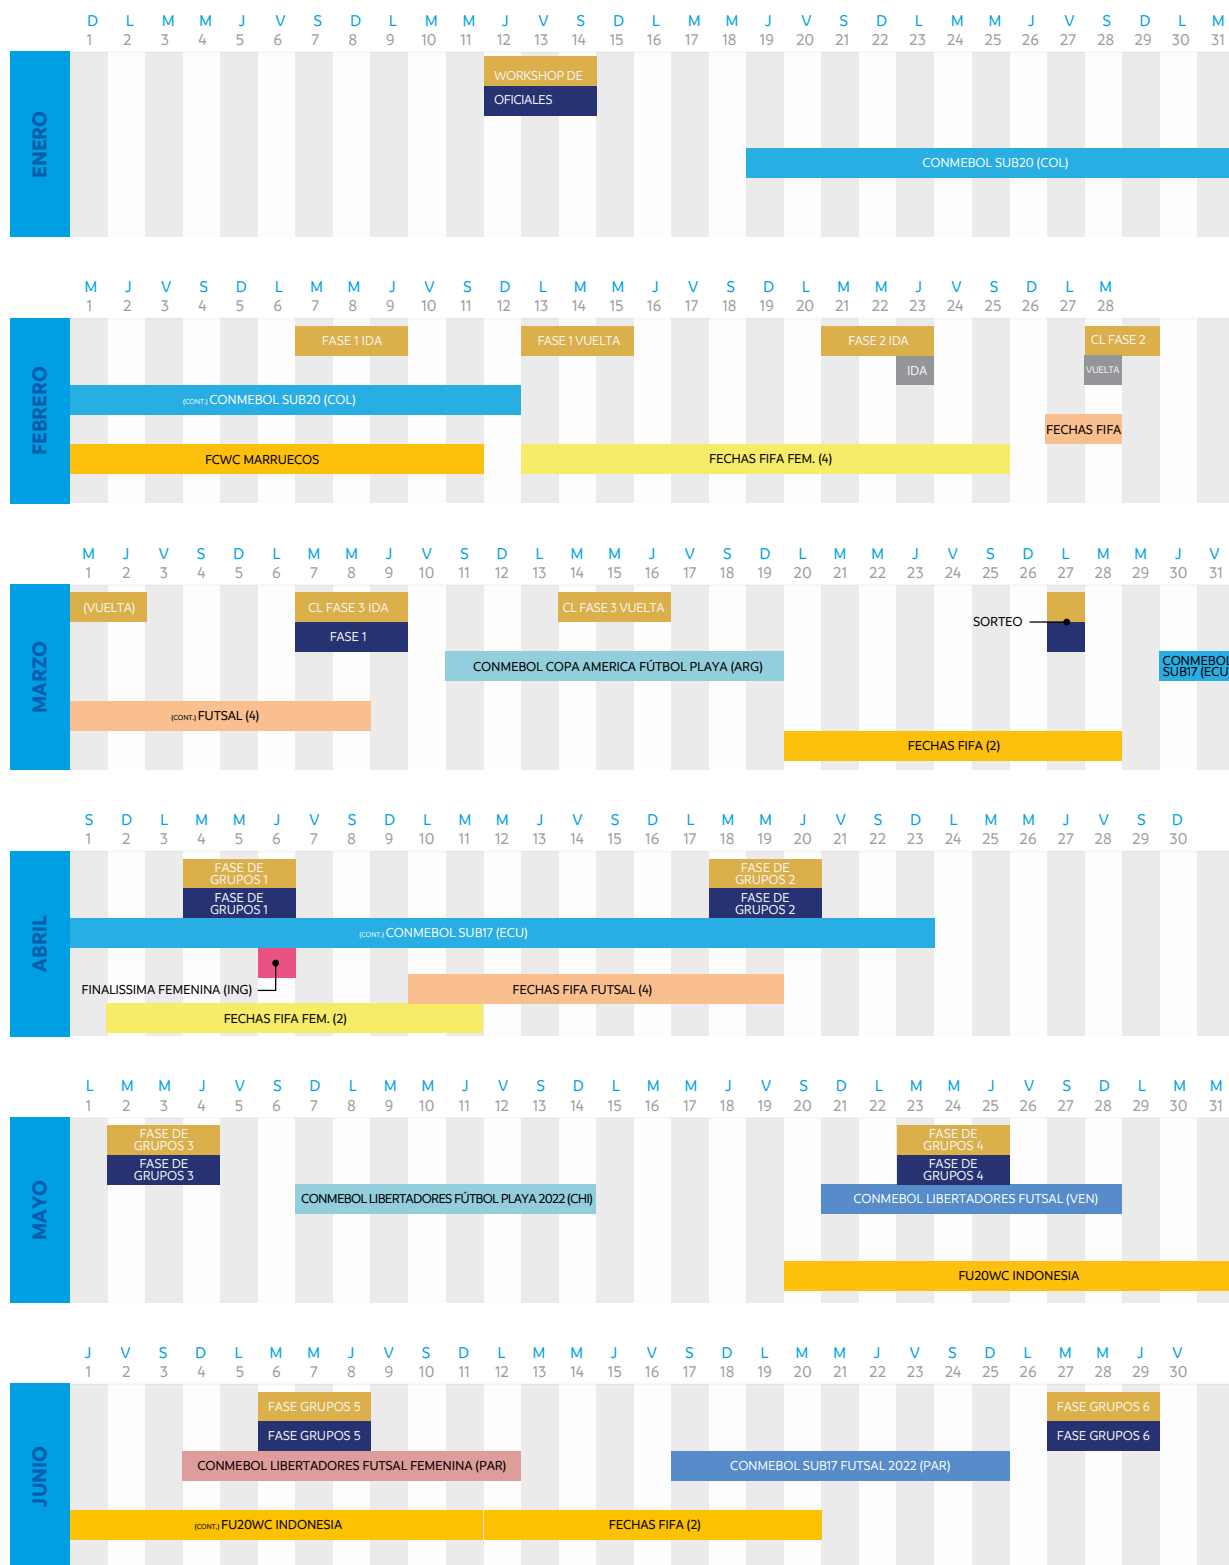 D L M M J V S D L M M J V S D L M M J V S D L M M J V S D L M
1 2 3 4 5 6 7 8 9 10 11 12 13 14 15 16 17 18 19 20 21 22 23 24 25 26 27 28 29 30 31
ENERO
WORKSHOP DE
OFICIALES
CONMEBOL SUB20 (COL)
M J V S D L M M J V S D L M M J V S D L M M J V S D L M
1 2 3 4 5 6 7 8 9 10 11 12 13 14 15 16 17 18 19 20 21 22 23 24 25 26 27 28
FEBRERO
FASE 1 IDA FASE 1 VUELTA FASE 2 IDA CL FASE 2
IDA VUELTA
(CONT.) CONMEBOL SUB20 (COL)
FECHAS FIFA
FCWC MARRUECOS FECHAS FIFA FEM. (4)
M J V S D L M M J V S D L M M J V S D L M M J V S D L M M J V
1 2 3 4 5 6 7 8 9 10 11 12 13 14 15 16 17 18 19 20 21 22 23 24 25 26 27 28 29 30 31
MARZO
(VUELTA) CL FASE 3 IDA CL FASE 3 VUELTA
SORTEO
FASE 1
CONMEBOL COPA AMERICA FÚTBOL PLAYA (ARG)
CONMEBOL
SUB17 (ECU
(CONT.) FUTSAL (4)
FECHAS FIFA (2)
S D L M M J V S D L M M J V S D L M M J V S D L M M J V S D
1 2 3 4 5 6 7 8 9 10 11 12 13 14 15 16 17 18 19 20 21 22 23 24 25 26 27 28 29 30
ABRIL
FASE DE
GRUPOS 1
FASE DE
GRUPOS 2
FASE DE
GRUPOS 1
FASE DE
GRUPOS 2
(CONT.) CONMEBOL SUB17 (ECU)
FINALISSIMA FEMENINA (ING) FECHAS FIFA FUTSAL (4)
FECHAS FIFA FEM. (2)
L M M J V S D L M M J V S D L M M J V S D L M M J V S D L M M
1 2 3 4 5 6 7 8 9 10 11 12 13 14 15 16 17 18 19 20 21 22 23 24 25 26 27 28 29 30 31
MAYO
FASE DE
GRUPOS 3
FASE DE
GRUPOS 4
FASE DE
GRUPOS 3
FASE DE
GRUPOS 4
CONMEBOL LIBERTADORES FÚTBOL PLAYA 2022 (CHI) CONMEBOL LIBERTADORES FUTSAL (VEN)
FU20WC INDONESIA
J V S D L M M J V S D L M M J V S D L M M J V S D L M M J V
1 2 3 4 5 6 7 8 9 10 11 12 13 14 15 16 17 18 19 20 21 22 23 24 25 26 27 28 29 30
JUNIO
FASE GRUPOS 5 FASE GRUPOS 6
FASE GRUPOS 5 FASE GRUPOS 6
CONMEBOL LIBERTADORES FUTSAL FEMENINA (PAR) CONMEBOL SUB17 FUTSAL 2022 (PAR)
(CONT.) FU20WC INDONESIA FECHAS FIFA (2)